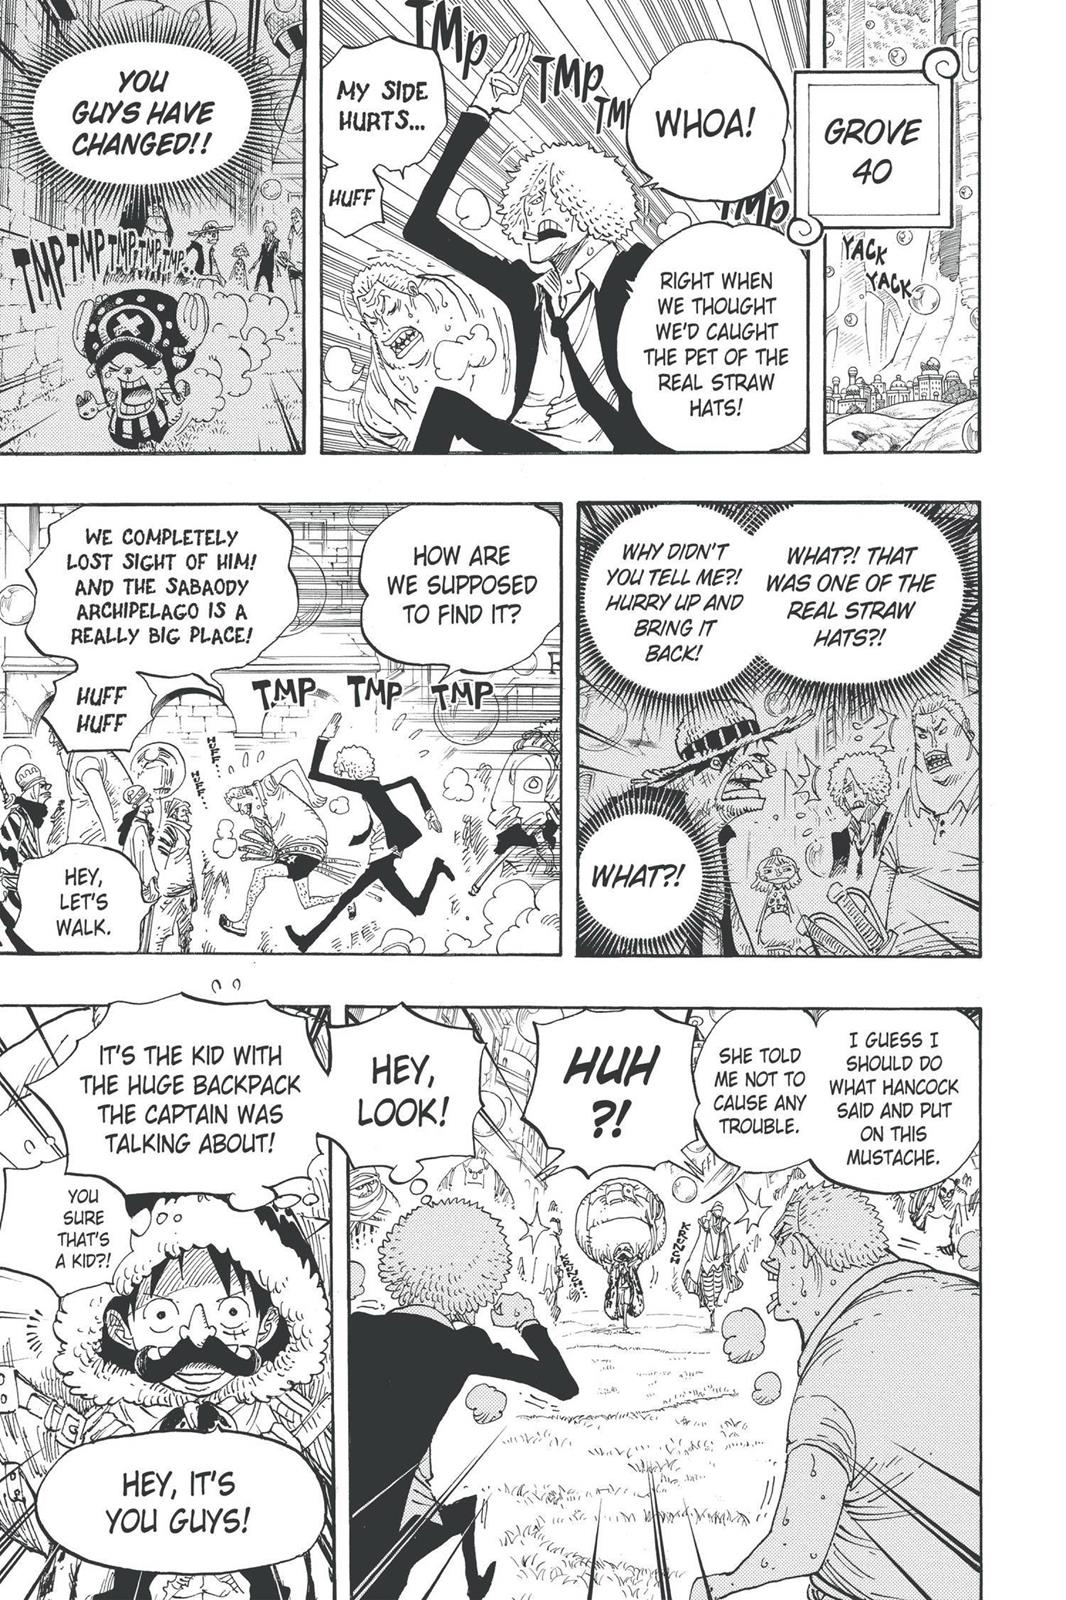 GROVE
40
YACK
YACK
WHOA!
RIGHT WHEN
WE THOUGHT
WE'D CAUGHT
THE PET OF THE
REAL STRAW
HATS!
TMP
TMP
TM
TMP
MY SIDE
HURTS...
HUFF
YOU
GUYS HAVE
CHANGED!!
TMP TMP TMP TMP TMP
WHAT?! THAT
WAS ONE OF THE
REAL STRAW
HATS?!
WHY DIDN'T
YOU TELL ME?!
HURRY UP AND
BRING IT
BACK!
WHAT?!
HOW ARE
WE SUPPOSED
TO FIND IT?
WE COMPLETELY
LOST SIGHT OF HIM!
AND THE SABAODY
ARCHIPELAGO IS A
REALLY BIG PLACE!
HUFF
HUFF
TMP TMP TMP
HUFF...
HUFF...
HEY,
LET'S
WALK.
I GUESS I
SHOULD DO
WHAT HANCOCK
SAID AND PUT
ON THIS
MUSTACHE.
SHE TOLD
ME NOT TO
CAUSE ANY
TROUBLE.
HUH
?!
HEY,
LOOK!
KRUNCH
KRUNCH
IT'S THE KID WITH
THE HUGE BACKPACK
THE CAPTAIN WAS
TALKING ABOUT!
YOU
SURE
THAT'S
A KID?!
HEY, IT'S
YOU GUYS!